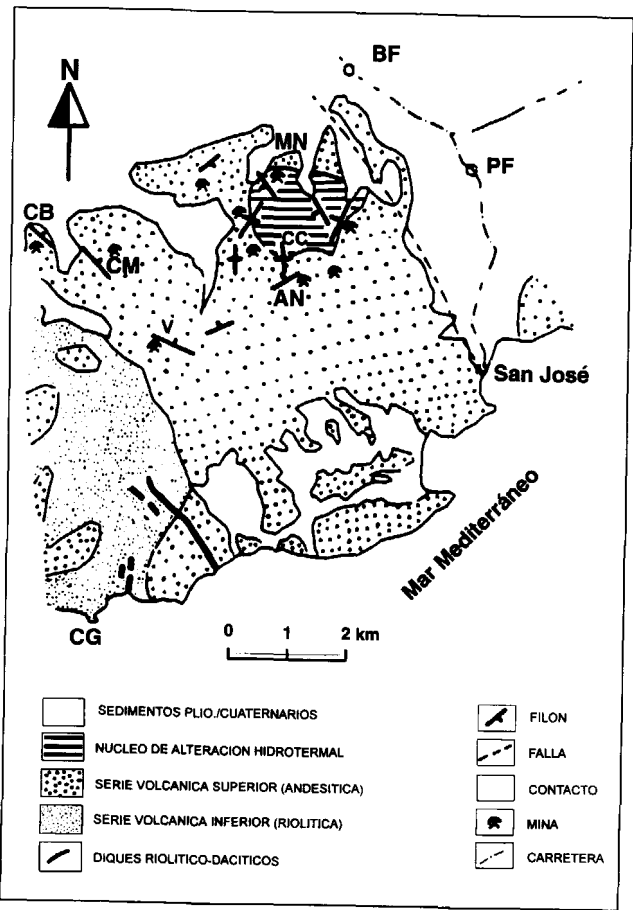 BF
N
MN
PF
CB
CC
CM
AN
V
San José
Mar Mediterráneo
CG
0 1 2 km
SEDIMENTOS PLIO./CUATERNARIOS
NUCLEO DE ALTERACION HIDROTERMAL
SERIE VOLCANICA SUPERIOR (ANDESITICA)
SERIE VOLCANICA INFERIOR (RIOLITICA)
DIQUES RIOLITICO-DACITICOS
FILON
FALLA
CONTACTO
MINA
CARRETERA